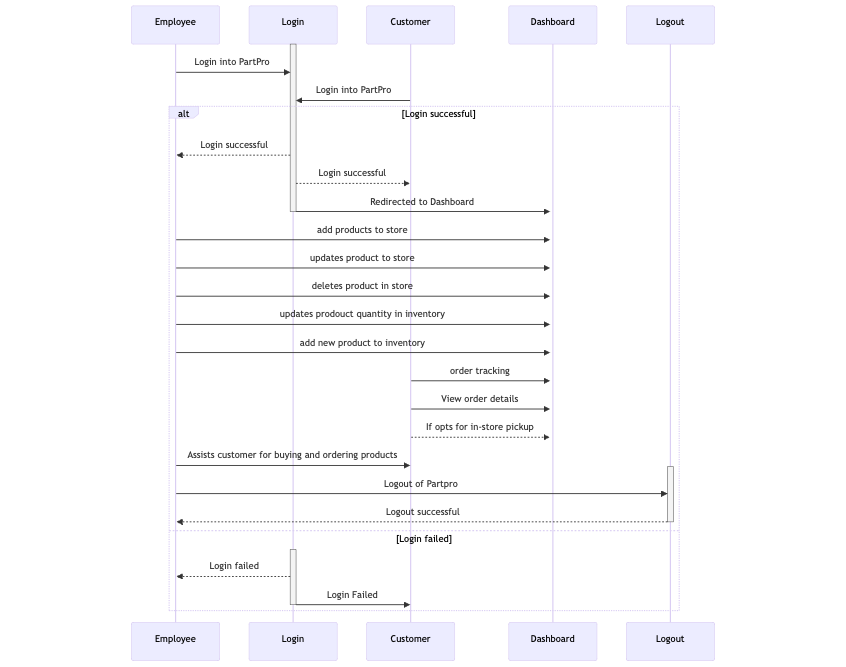 Employee
Login
Customer
Dashboard
Logout
Login into PartPro
Login into PartPro
alt
[Login successful]
Login successful
Login successful
Redirected to Dashboard
add products to store
updates product to store
deletes product in store
updates prodouct quantity in inventory
add new product to inventory
order tracking
View order details
If opts for in-store pickup
Assists customer for buying and ordering products
Logout of Partpro
Logout successful
[Login failed]
Login failed
Login Failed
Employee
Login
Customer
Dashboard
Logout